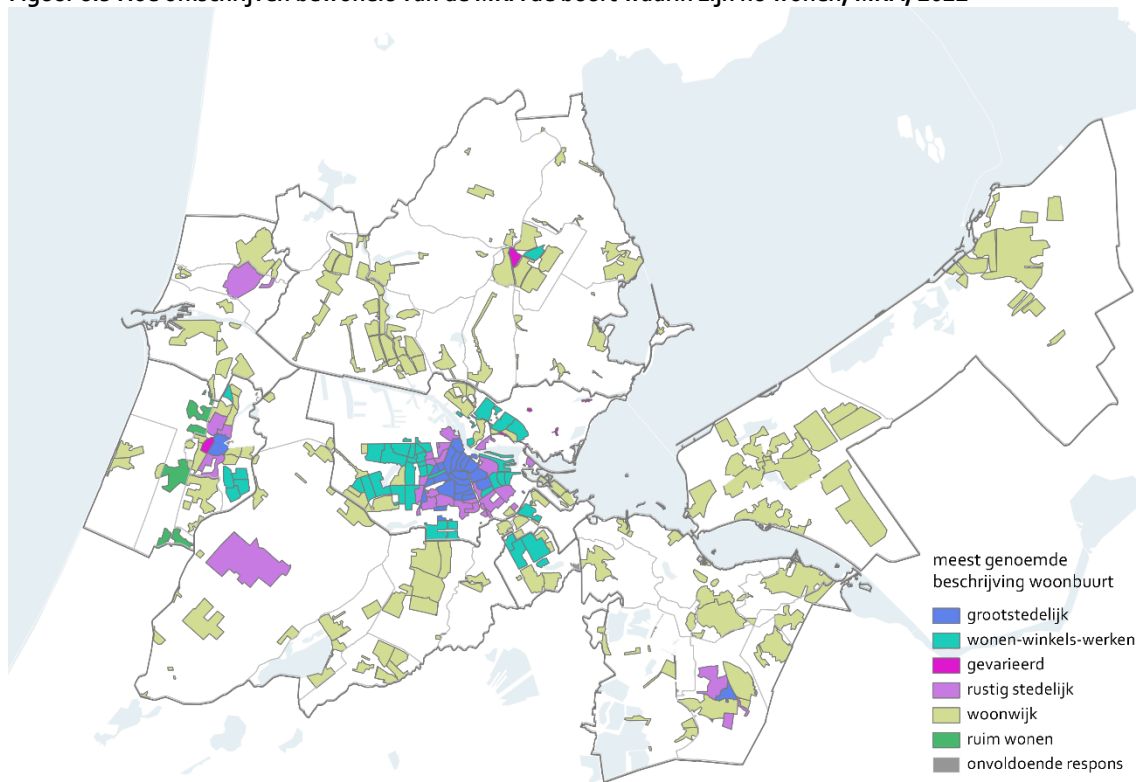 meest genoemde
beschrijving woonbuurt
grootstedelijk
wonen-winkels-werken
gevarieerd
rustig stedelijk
woonwijk
ruim wonen
onvoldoende respons